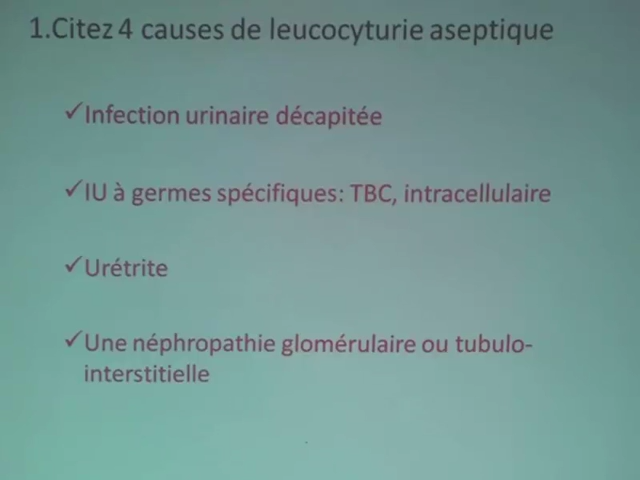 1.Citez 4 causes de leucocyturie aseptique
✓Infection urinaire décapitée
✓IU à germes spécifiques: TBC, intracellulaire
✓Urétrite
✓Une néphropathie glomérulaire ou tubulo-
interstitielle